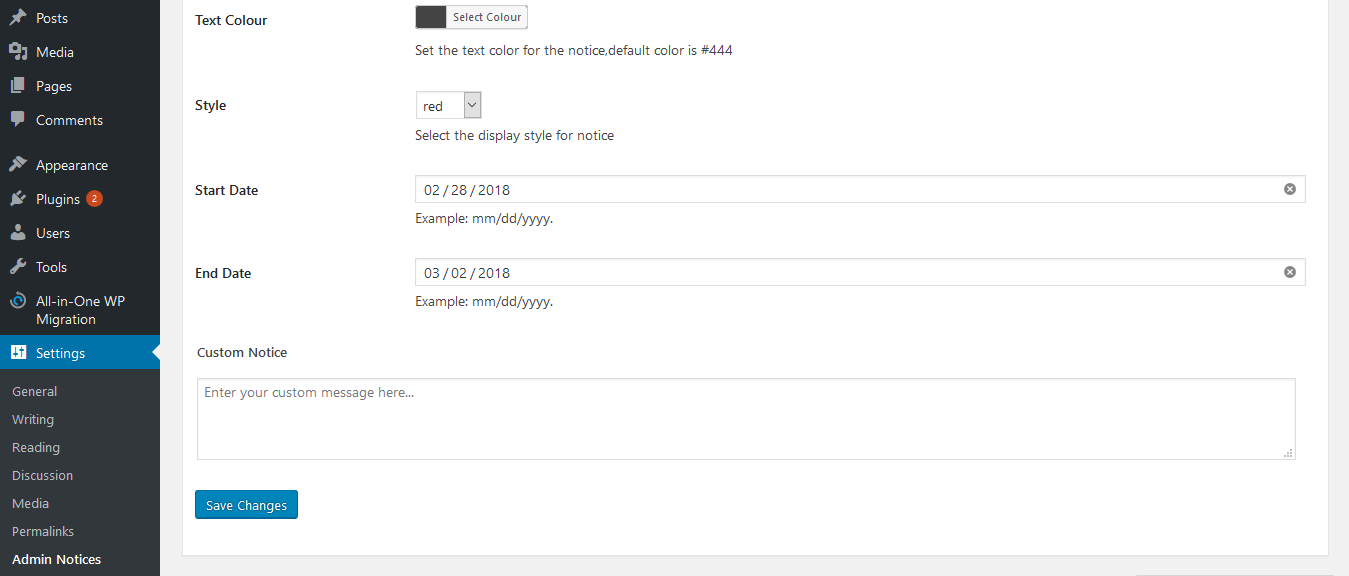 Posts
Media
Pages
Comments
Appearance
Plugins 2
Users
Tools
All-in-One WP
Migration
Settings
General
Writing
Reading
Discussion
Media
Permalinks
Admin Notices
Text Colour
Select Colour
Set the text color for the notice,default color is #444
Style
red
Select the display style for notice
Start Date
02 / 28 / 2018
Example: mm/dd/yyyy.
End Date
03 / 02 / 2018
Example: mm/dd/yyyy.
Custom Notice
Enter your custom message here...
Save Changes